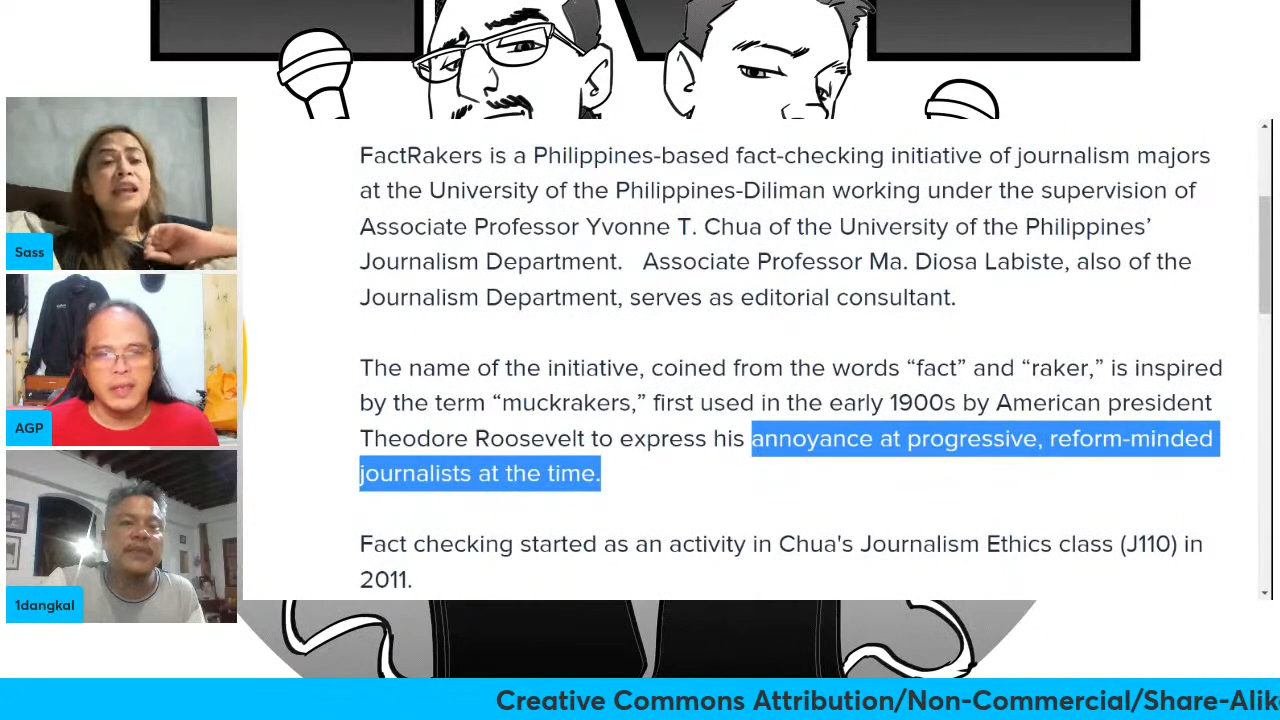 FactRakers is a Philippines-based fact-checking initiative of journalism majors
at the University of the Philippines-Diliman working under the supervision of
Associate Professor Yvonne T. Chua of the University of the Philippines’
Journalism Department.   Associate Professor Ma. Diosa Labiste, also of the
Journalism Department, serves as editorial consultant.
The name of the initiative, coined from the words “fact” and “raker,” is inspired
by the term “muckrakers,” first used in the early 1900s by American president
Theodore Roosevelt to express his annoyance at progressive, reform-minded
journalists at the time.
Fact checking started as an activity in Chua's Journalism Ethics class (J110) in
2011.
Sass
AGP
1dangkal
Creative Commons Attribution/Non-Commercial/Share-Alik